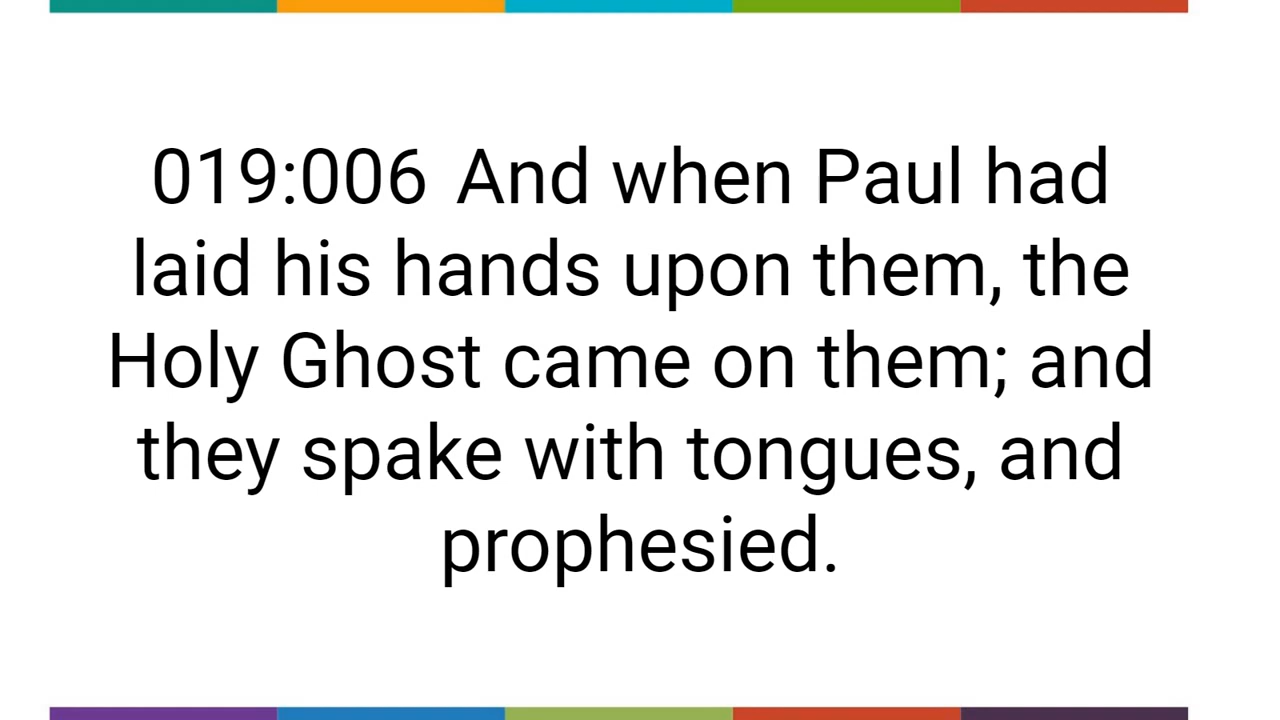 019:006 And when Paul had
laid his hands upon them, the
Holy Ghost came on them; and
they spake with tongues, and
prophesied.